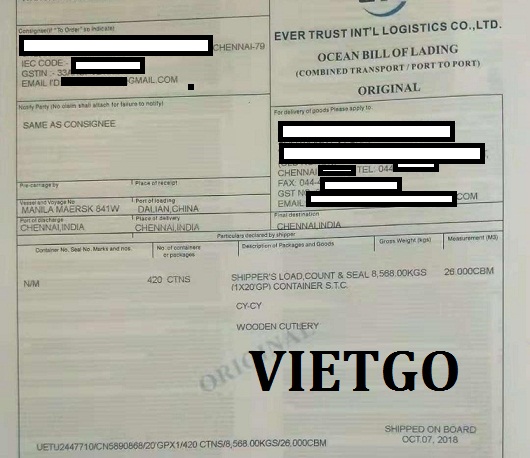 EVER TRUST INT'L LOGISTICS CO.,LTD.
OCEAN BILL OF LADING
(COMBINED TRANSPORT / PORT TO PORT)
ORIGINAL
Consignee(if "To Order" so indicate)
CHENNAI-79
IEC CODE:-
GSTIN :- 33A
EMAIL I'D GMAIL.COM
Notify Party (No claim shall attach for failure to notify)
SAME AS CONSIGNEE
For delivery of goods Please apply to:
CHENNAI TEL: 044
FAX: 044-4
GST NO
EMAIL COM
Pre-carriage by Place of receipt
Vessel and Voyage No Port of loading
MANILA MAERSK 841W DALIAN,CHINA
Port of discharge Place of delivery Final destination
CHENNAI,INDIA CHENNAI,INDIA CHENNAI,INDIA
Particulars declared by shipper
Container No. Seal No. Marks and nos. No. of containers or packages Description of Packages and Goods Gross Weight (kgs) Measurement (M3)
N/M 420 CTNS SHIPPER'S LOAD,COUNT & SEAL 8,568.00KGS 26.000CBM
(1X20'GP) CONTAINER S.T.C.
CY-CY
WOODEN CUTLERY
ORIGINAL
VIETGO
SHIPPED ON BOARD
OCT.07, 2018
UETU2447710/CN5890868/20'GPX1/420 CTNS/8,568.00KGS/26.000CBM